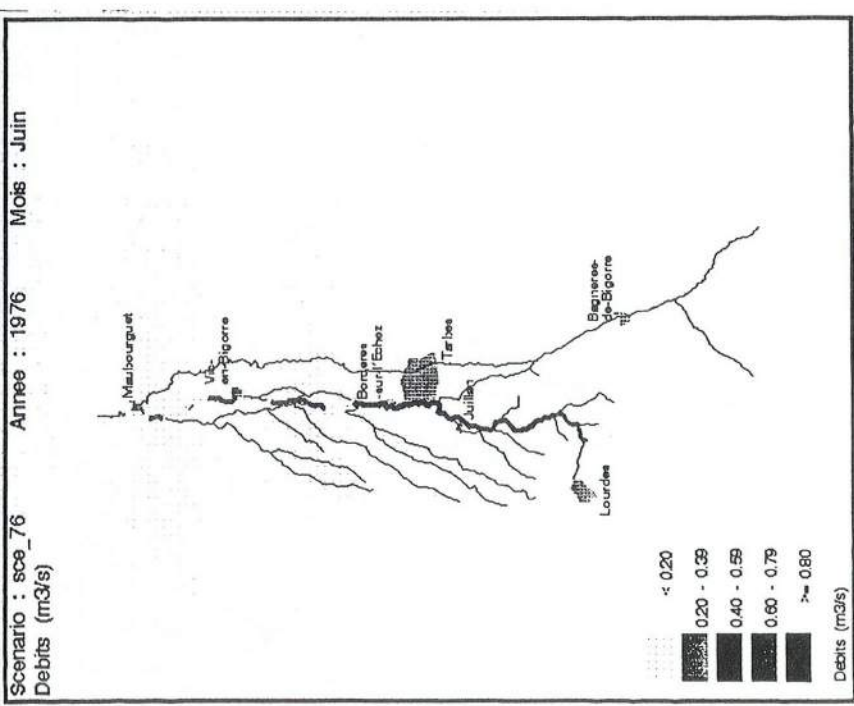 Scenario : sce_76 Annee : 1976 Mois : Juin
Debits (m3/s)
Maubourguet
Vic-
en-Bigorre
Borderes
-sur-l'Echez
Tarbes
Juillan
Bagneres-
de-Bigorre
Lourdes
< 0.20
0.20 - 0.39
0.40 - 0.59
0.60 - 0.79
>= 0.80
Debits (m3/s)